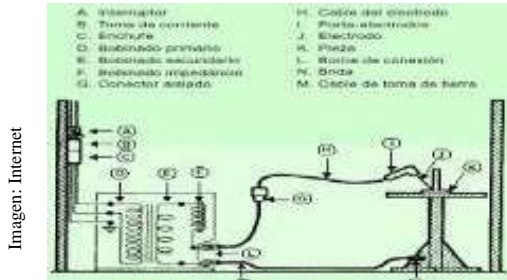 Imagen: Internet
A. Interruptor
B. Toma de corriente
C. Enchufe
D. Bobinado primario
E. Bobinado secundario
F. Bobinado impedancia
G. Conector aislado
H. Cable del electrodo
I. Porta-electrodos
J. Electrodo
K. Pieza
L. Borne de conexión
N. Brida
M. Cable de toma de tierra
A
B
C
D
E
F
H
I
J
K
G
L